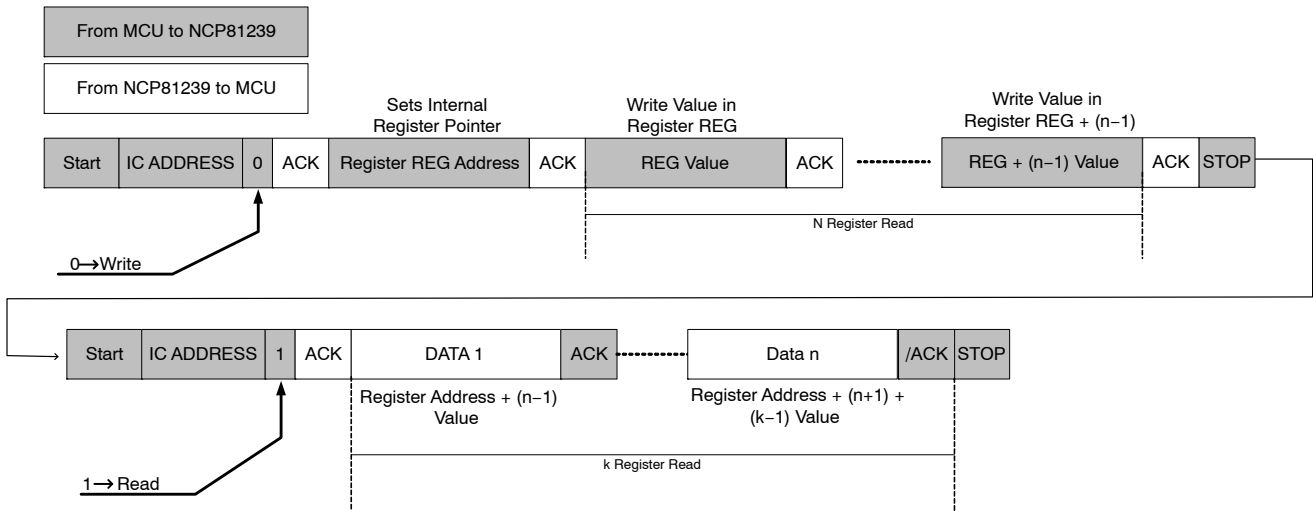 From MCU to NCP81239
From NCP81239 to MCU
Sets Internal
Register Pointer
Write Value in
Register REG
Write Value in
Register REG + (n−1)
Start IC ADDRESS 0 ACK Register REG Address ACK REG Value ACK REG + (n−1) Value ACK STOP
N Register Read
0→Write
Start IC ADDRESS 1 ACK DATA 1 ACK Data n /ACK STOP
Register Address + (n−1)
Value
Register Address + (n+1) +
(k−1) Value
k Register Read
1→ Read